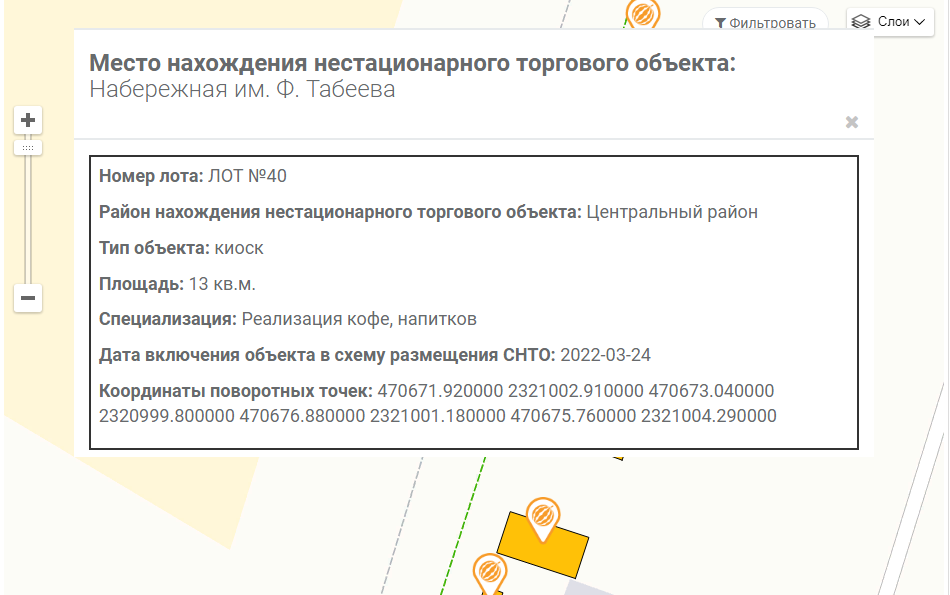 Фильтровать
Слои
Место нахождения нестационарного торгового объекта:
Набережная им. Ф. Табеева
Номер лота: ЛОТ №40
Район нахождения нестационарного торгового объекта: Центральный район
Тип объекта: киоск
Площадь: 13 кв.м.
Специализация: Реализация кофе, напитков
Дата включения объекта в схему размещения СНТО: 2022-03-24
Координаты поворотных точек: 470671.920000 2321002.910000 470673.040000
2320999.800000 470676.880000 2321001.180000 470675.760000 2321004.290000